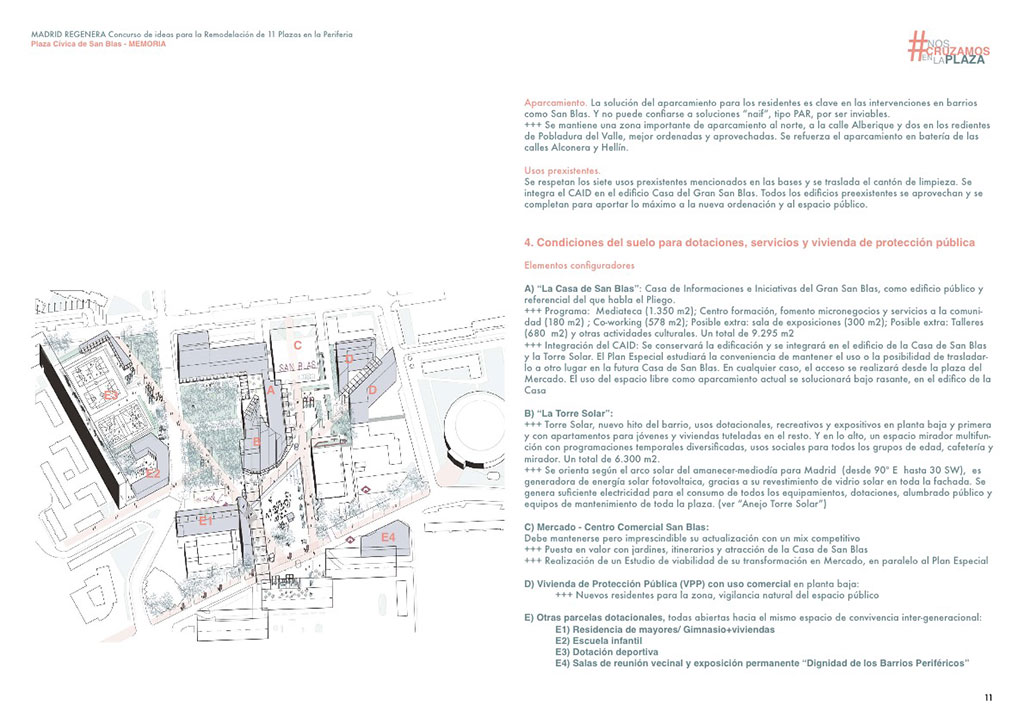 MADRID REGENERA Concurso de ideas para la Remodelación de 11 Plazas en la Periferia
Plaza Cívica de San Blas - MEMORIA
#NOS
CRUZAMOS
EN LA PLAZA
Aparcamiento. La solución del aparcamiento para los residentes es clave en las intervenciones en barrios
como San Blas. Y no puede confiarse a soluciones “naif”, tipo PAR, por ser inviables.
+++ Se mantiene una zona importante de aparcamiento al norte, a la calle Alberique y dos en los redientes
de Pobladura del Valle, mejor ordenadas y aprovechadas. Se refuerza el aparcamiento en batería de las
calles Alconera y Hellín.
Usos prexistentes.
Se respetan los siete usos prexistentes mencionados en las bases y se traslada el cantón de limpieza. Se
integra el CAID en el edificio Casa del Gran San Blas. Todos los edificios preexistentes se aprovechan y se
completan para aportar lo máximo a la nueva ordenación y al espacio público.
4. Condiciones del suelo para dotaciones, servicios y vivienda de protección pública
Elementos configuradores
A) “La Casa de San Blas”: Casa de Informaciones e Iniciativas del Gran San Blas, como edificio público y
referencial del que habla el Pliego.
+++ Programa: Mediateca (1.350 m2); Centro formación, fomento micronegocios y servicios a la comuni-
dad (180 m2) ; Co-working (578 m2); Posible extra: sala de exposiciones (300 m2); Posible extra: Talleres
(680 m2) y otras actividades culturales. Un total de 9.295 m2
+++ Integración del CAID: Se conservará la edificación y se integrará en el edificio de la Casa de San Blas
y la Torre Solar. El Plan Especial estudiará la conveniencia de mantener el uso o la posibilidad de trasladar-
lo a otro lugar en la futura Casa de San Blas. En cualquier caso, el acceso se realizará desde la plaza del
Mercado. El uso del espacio libre como aparcamiento actual se solucionará bajo rasante, en el edifico de la
Casa
B) “La Torre Solar”:
+++ Torre Solar, nuevo hito del barrio, usos dotacionales, recreativos y expositivos en planta baja y primera
y con apartamentos para jóvenes y viviendas tuteladas en el resto. Y en lo alto, un espacio mirador multifun-
ción con programaciones temporales diversificadas, usos sociales para todos los grupos de edad, cafetería y
mirador. Un total de 6.300 m2.
+++ Se orienta según el arco solar del amanecer-mediodía para Madrid (desde 90º E hasta 30 SW), es
generadora de energía solar fotovoltaica, gracias a su revestimiento de vidrio solar en toda la fachada. Se
genera suficiente electricidad para el consumo de todos los equipamientos, dotaciones, alumbrado público y
equipos de mantenimiento de toda la plaza. (ver “Anejo Torre Solar”)
C) Mercado - Centro Comercial San Blas:
Debe mantenerse pero imprescindible su actualización con un mix competitivo
+++ Puesta en valor con jardines, itinerarios y atracción de la Casa de San Blas
+++ Realización de un Estudio de viabilidad de su transformación en Mercado, en paralelo al Plan Especial
D) Vivienda de Protección Pública (VPP) con uso comercial en planta baja:
+++ Nuevos residentes para la zona, vigilancia natural del espacio público
E) Otras parcelas dotacionales, todas abiertas hacia el mismo espacio de convivencia inter-generacional:
E1) Residencia de mayores/ Gimnasio+viviendas
E2) Escuela infantil
E3) Dotación deportiva
E4) Salas de reunión vecinal y exposición permanente “Dignidad de los Barrios Periféricos”
C
D
SAN BLAS
D
A
E3
B
E2
E1
E4
11